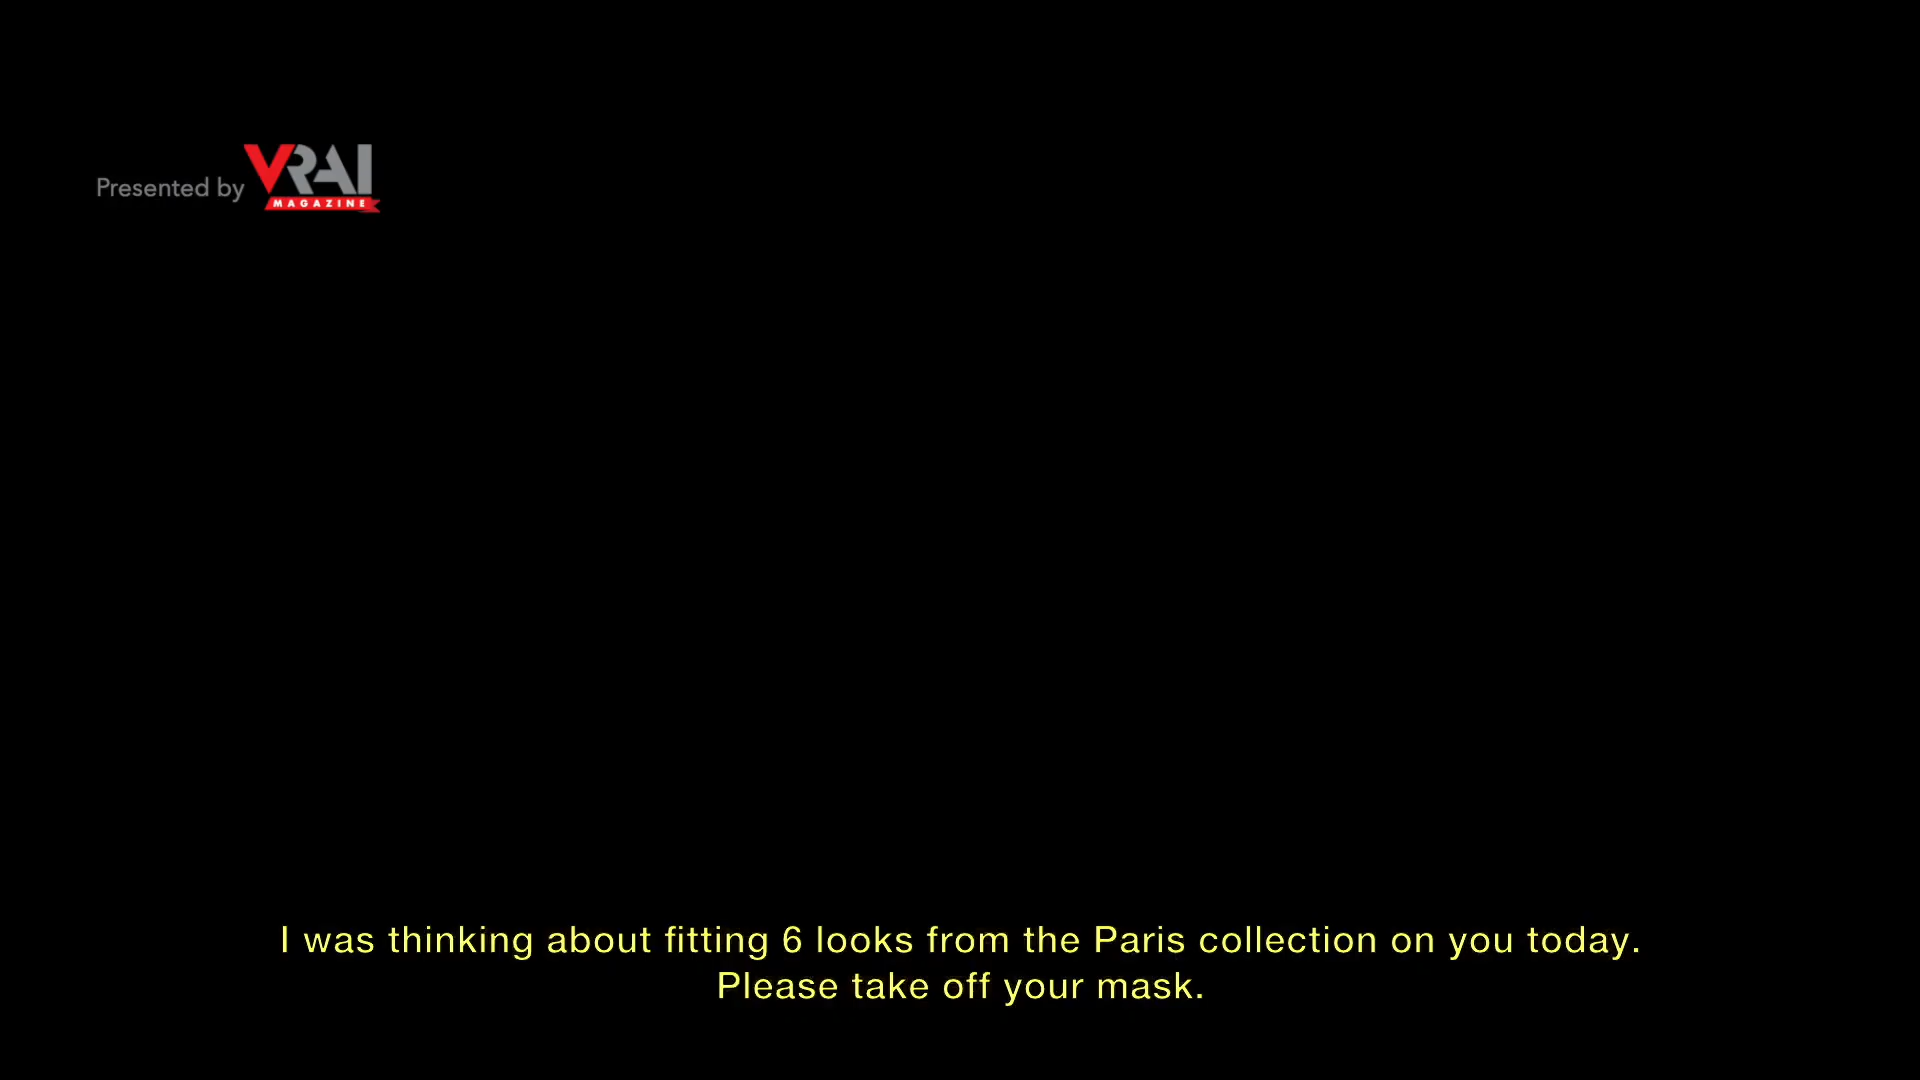 Presented by VRAI
MAGAZINE
I was thinking about fitting 6 looks from the Paris collection on you today.
Please take off your mask.